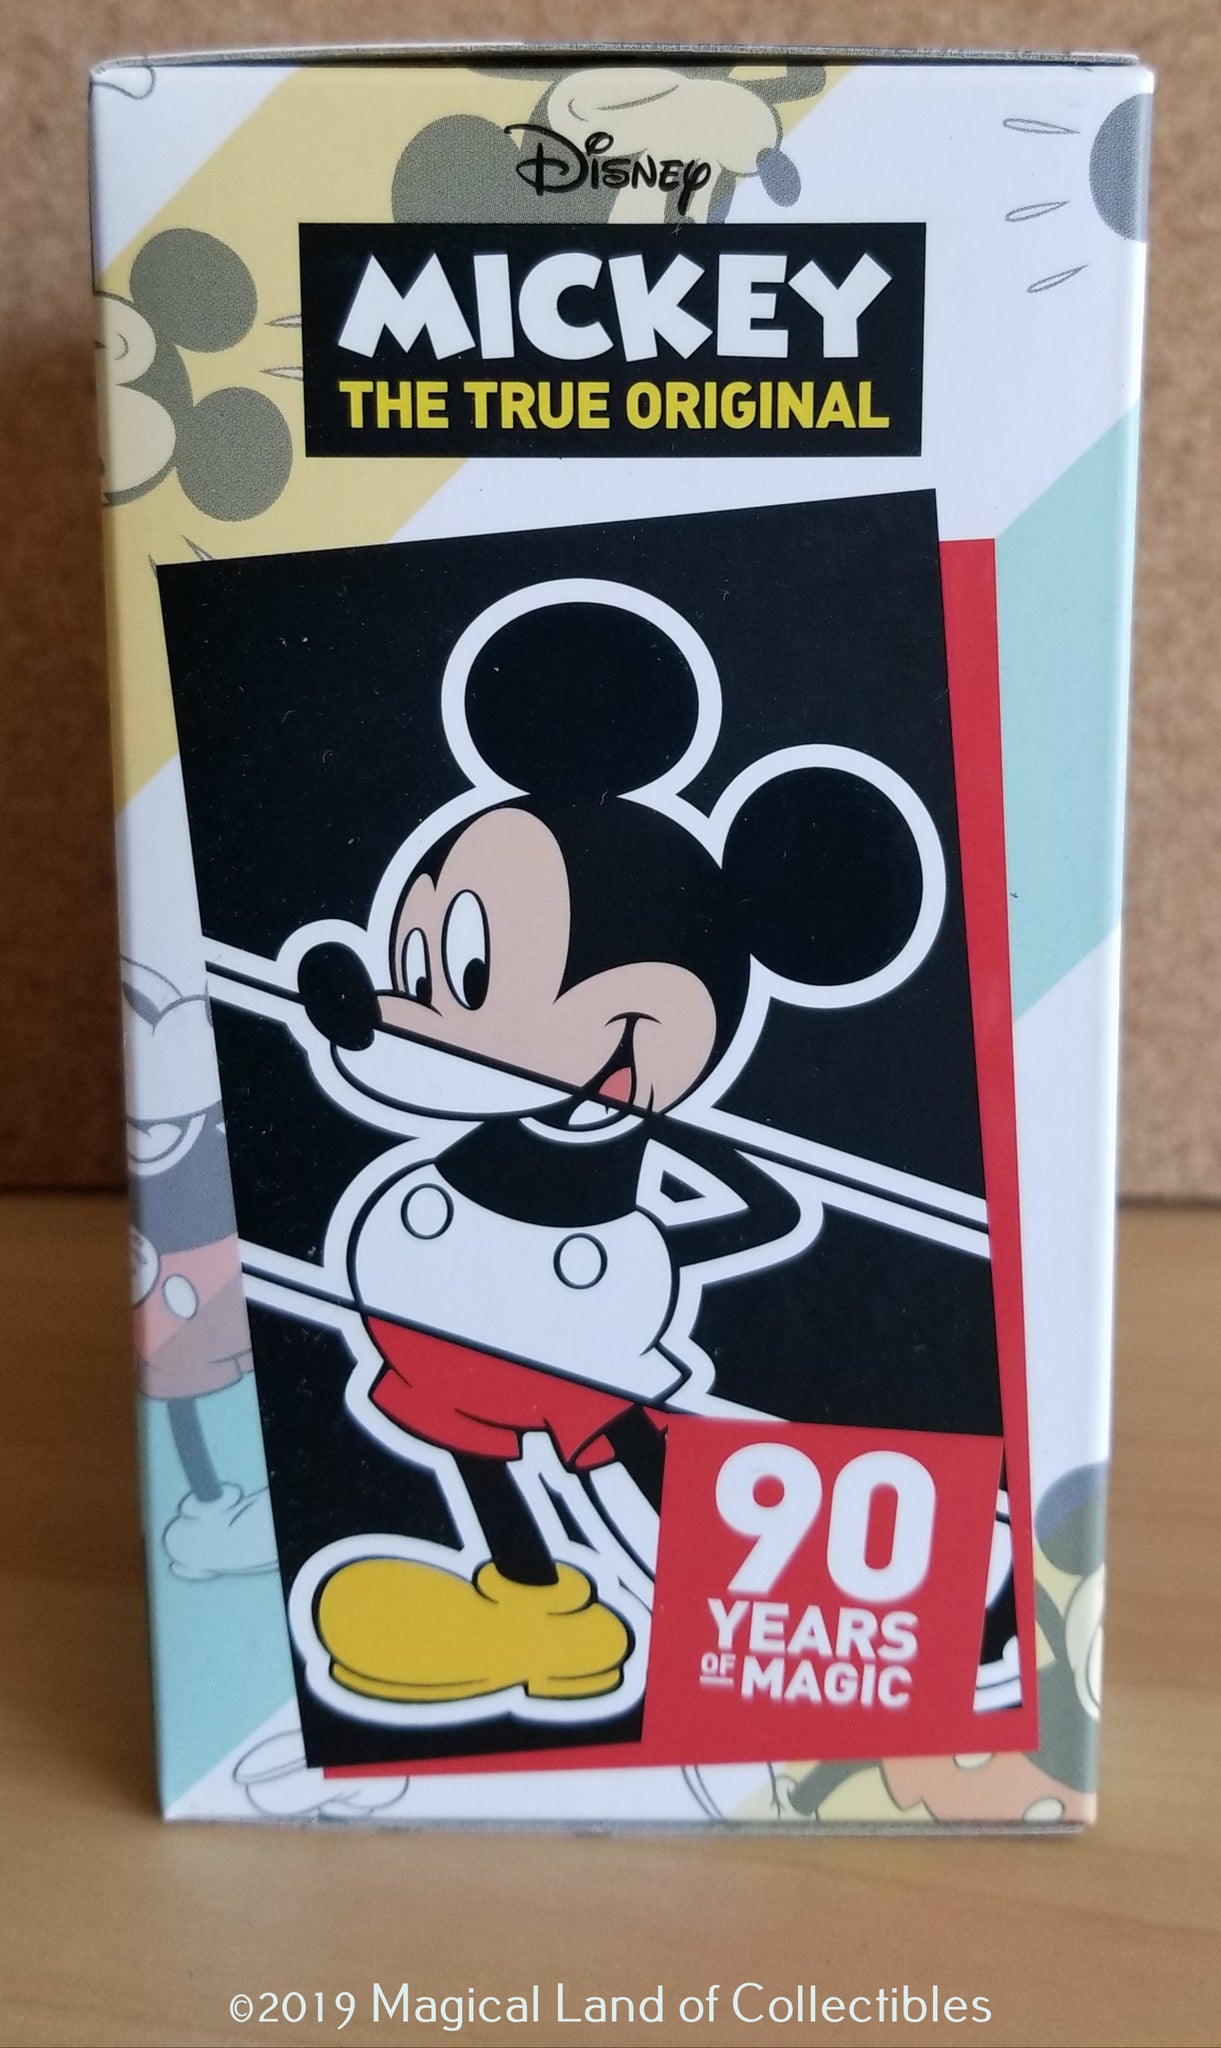 Disney
MICKEY
THE TRUE ORIGINAL
90
YEARS
OF MAGIC
©2019 Magical Land of Collectibles